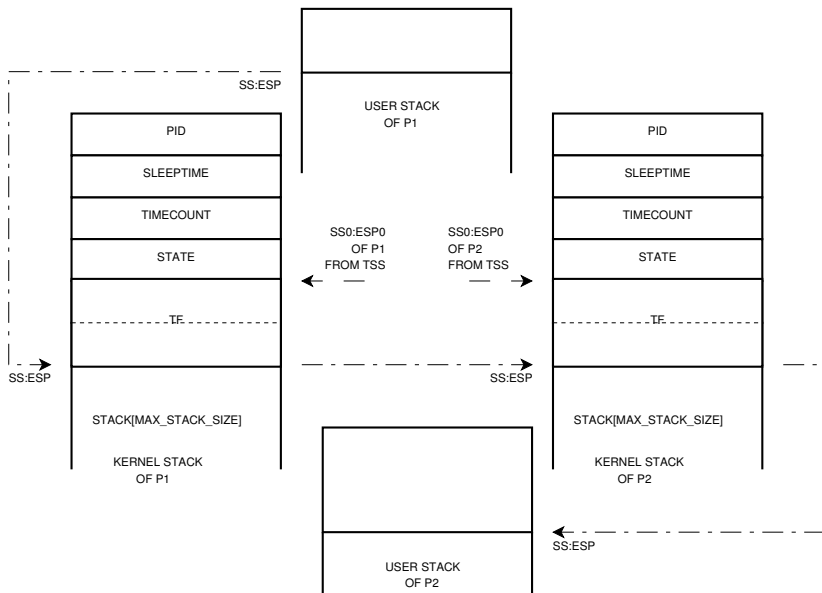 SS:ESP
USER STACK
OF P1
PID
SLEEPTIME
TIMECOUNT
STATE
TF
SS:ESP
STACK[MAX_STACK_SIZE]
KERNEL STACK
OF P1
SS0:ESP0
OF P1
FROM TSS
SS0:ESP0
OF P2
FROM TSS
SS:ESP
PID
SLEEPTIME
TIMECOUNT
STATE
TF
STACK[MAX_STACK_SIZE]
KERNEL STACK
OF P2
SS:ESP
USER STACK
OF P2